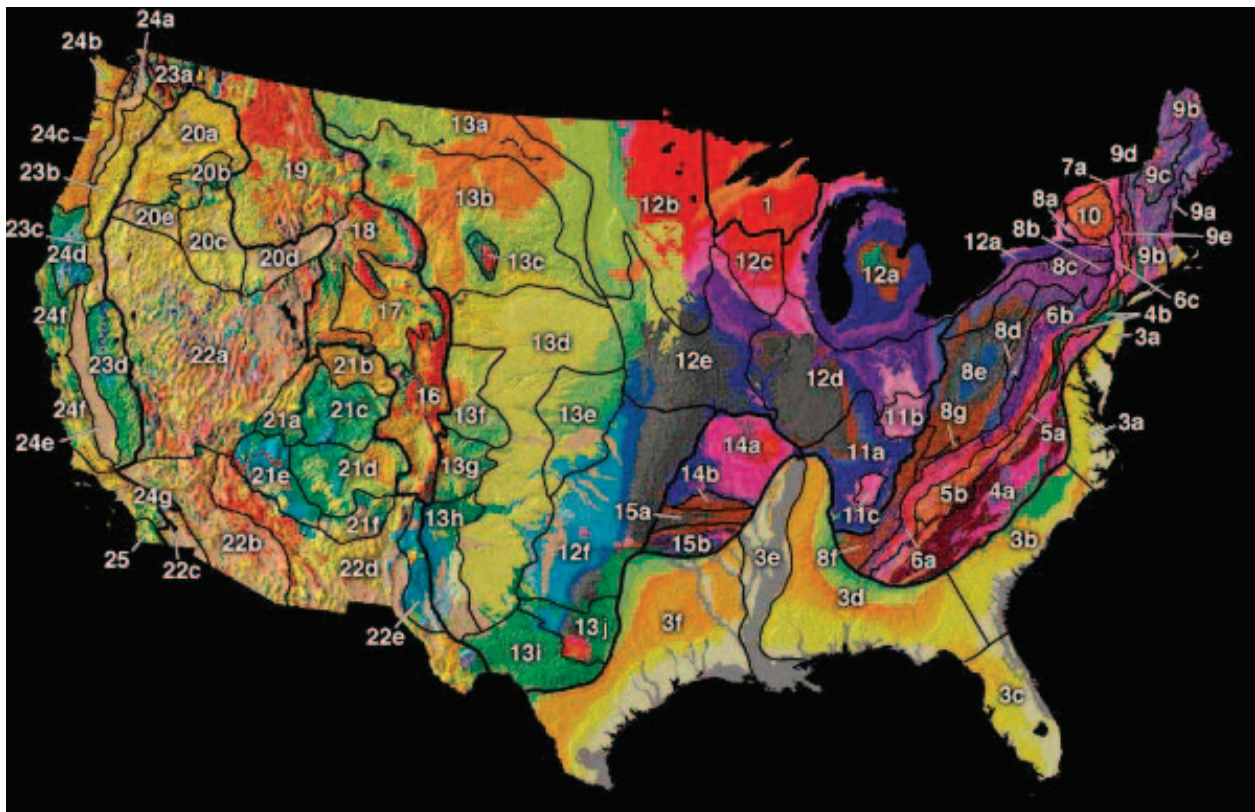 24a
24b
23a
9b
24c
20a
13a
9d
7a
9c
20b
19
8a
23b
13b
12b
1
10
9a
20e
18
8b
23c
20c
12a
9e
24d
20d
13c
12c
12a
8c
9b
6c
24f
17
4b
22a
13d
6b
8d
3a
23d
12e
21b
12d
8e
16
11b
24f
21a
21c
13f
13e
8g
5a
3a
24e
14a
11a
21d
13g
21e
14b
5b
24g
4a
15a
21f
13h
11c
25
22b
12f
15b
3b
22c
3e
8f
6a
22d
3d
3f
22e
13j
13i
3c